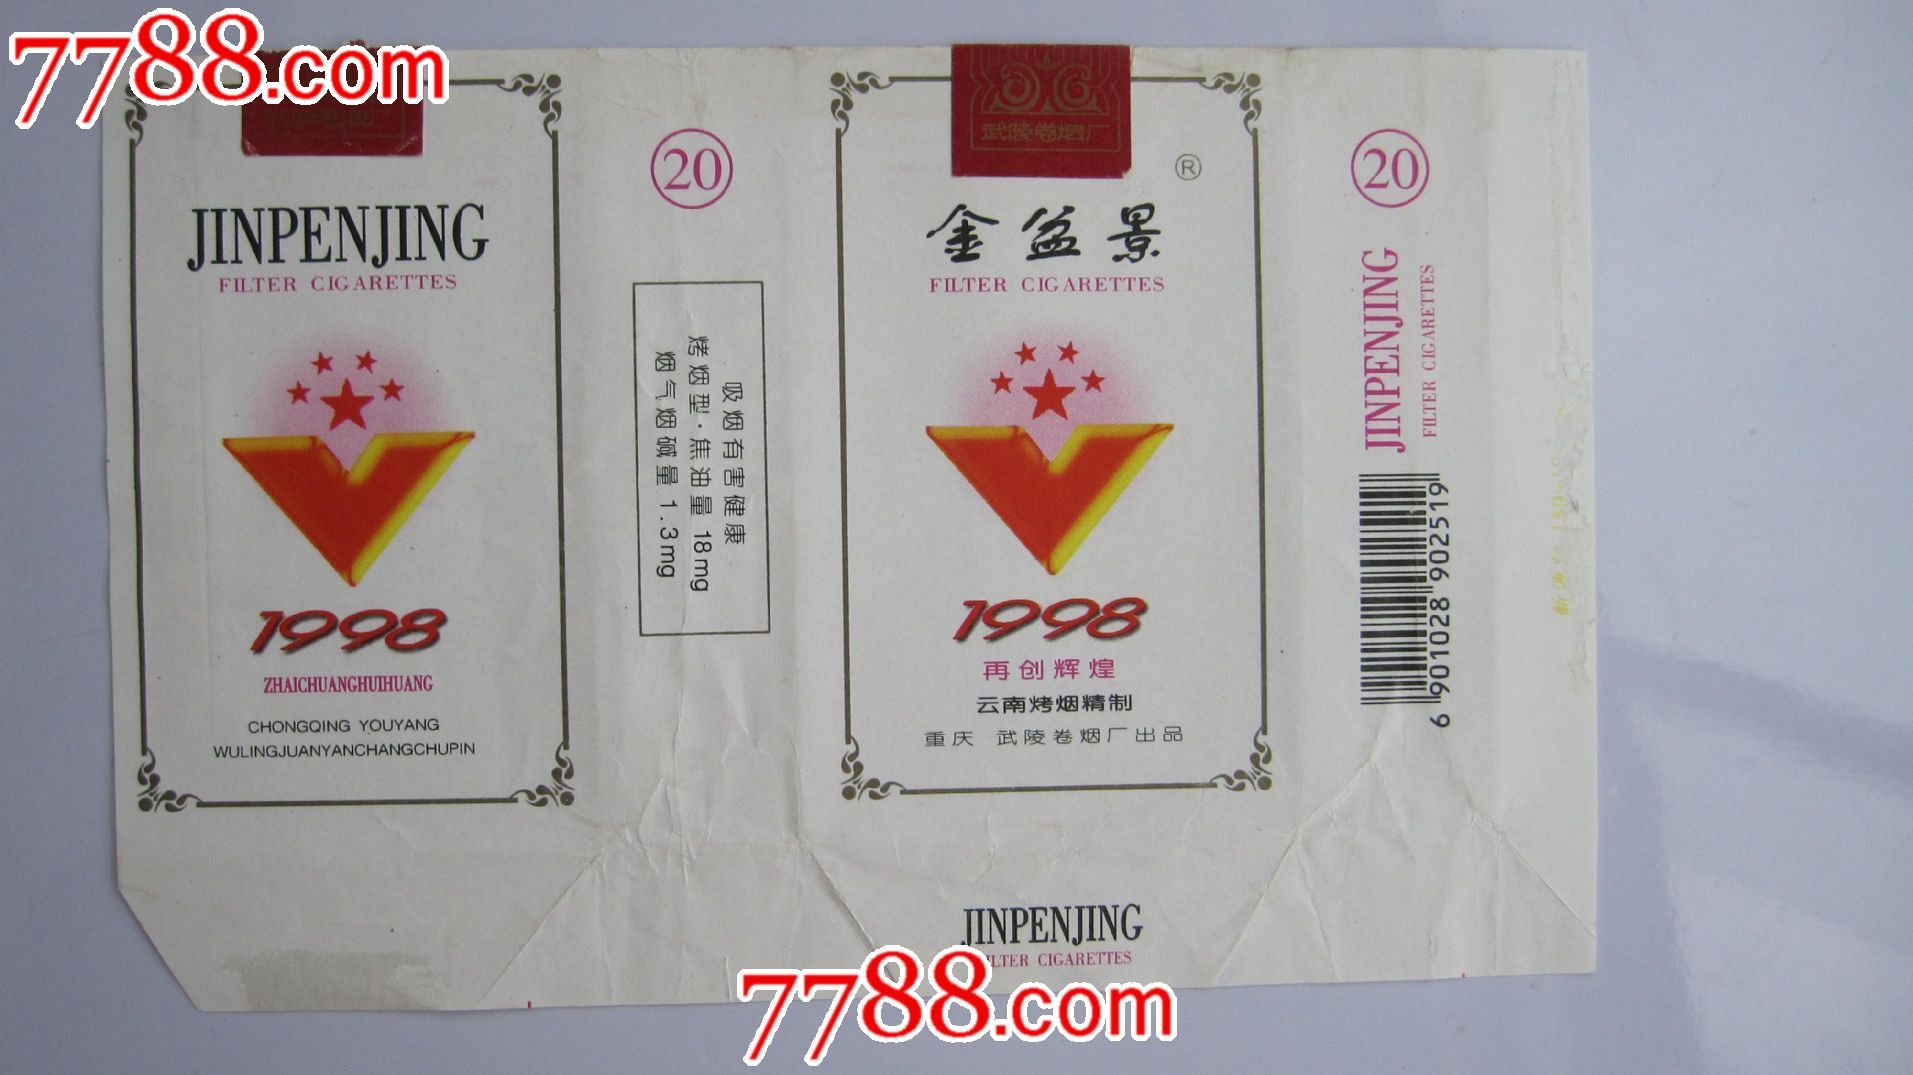 7788.com
JINPENJING
FILTER CIGARETTES
1998
ZHAICHUANGHUIHUANG
CHONGQING YOUYANG
WULINGJUANYANCHANGCHUPIN
20
吸烟有害健康
烤烟型·焦油量 18mg
烟气烟碱量 1.3mg
武陵卷烟厂
®
金盆景
FILTER CIGARETTES
1998
再创辉煌
云南烤烟精制
重庆 武陵卷烟厂出品
20
JINPENJING
FILTER CIGARETTES
6 901028 902519
JINPENJING
LTER CIGARETTES
7788.com